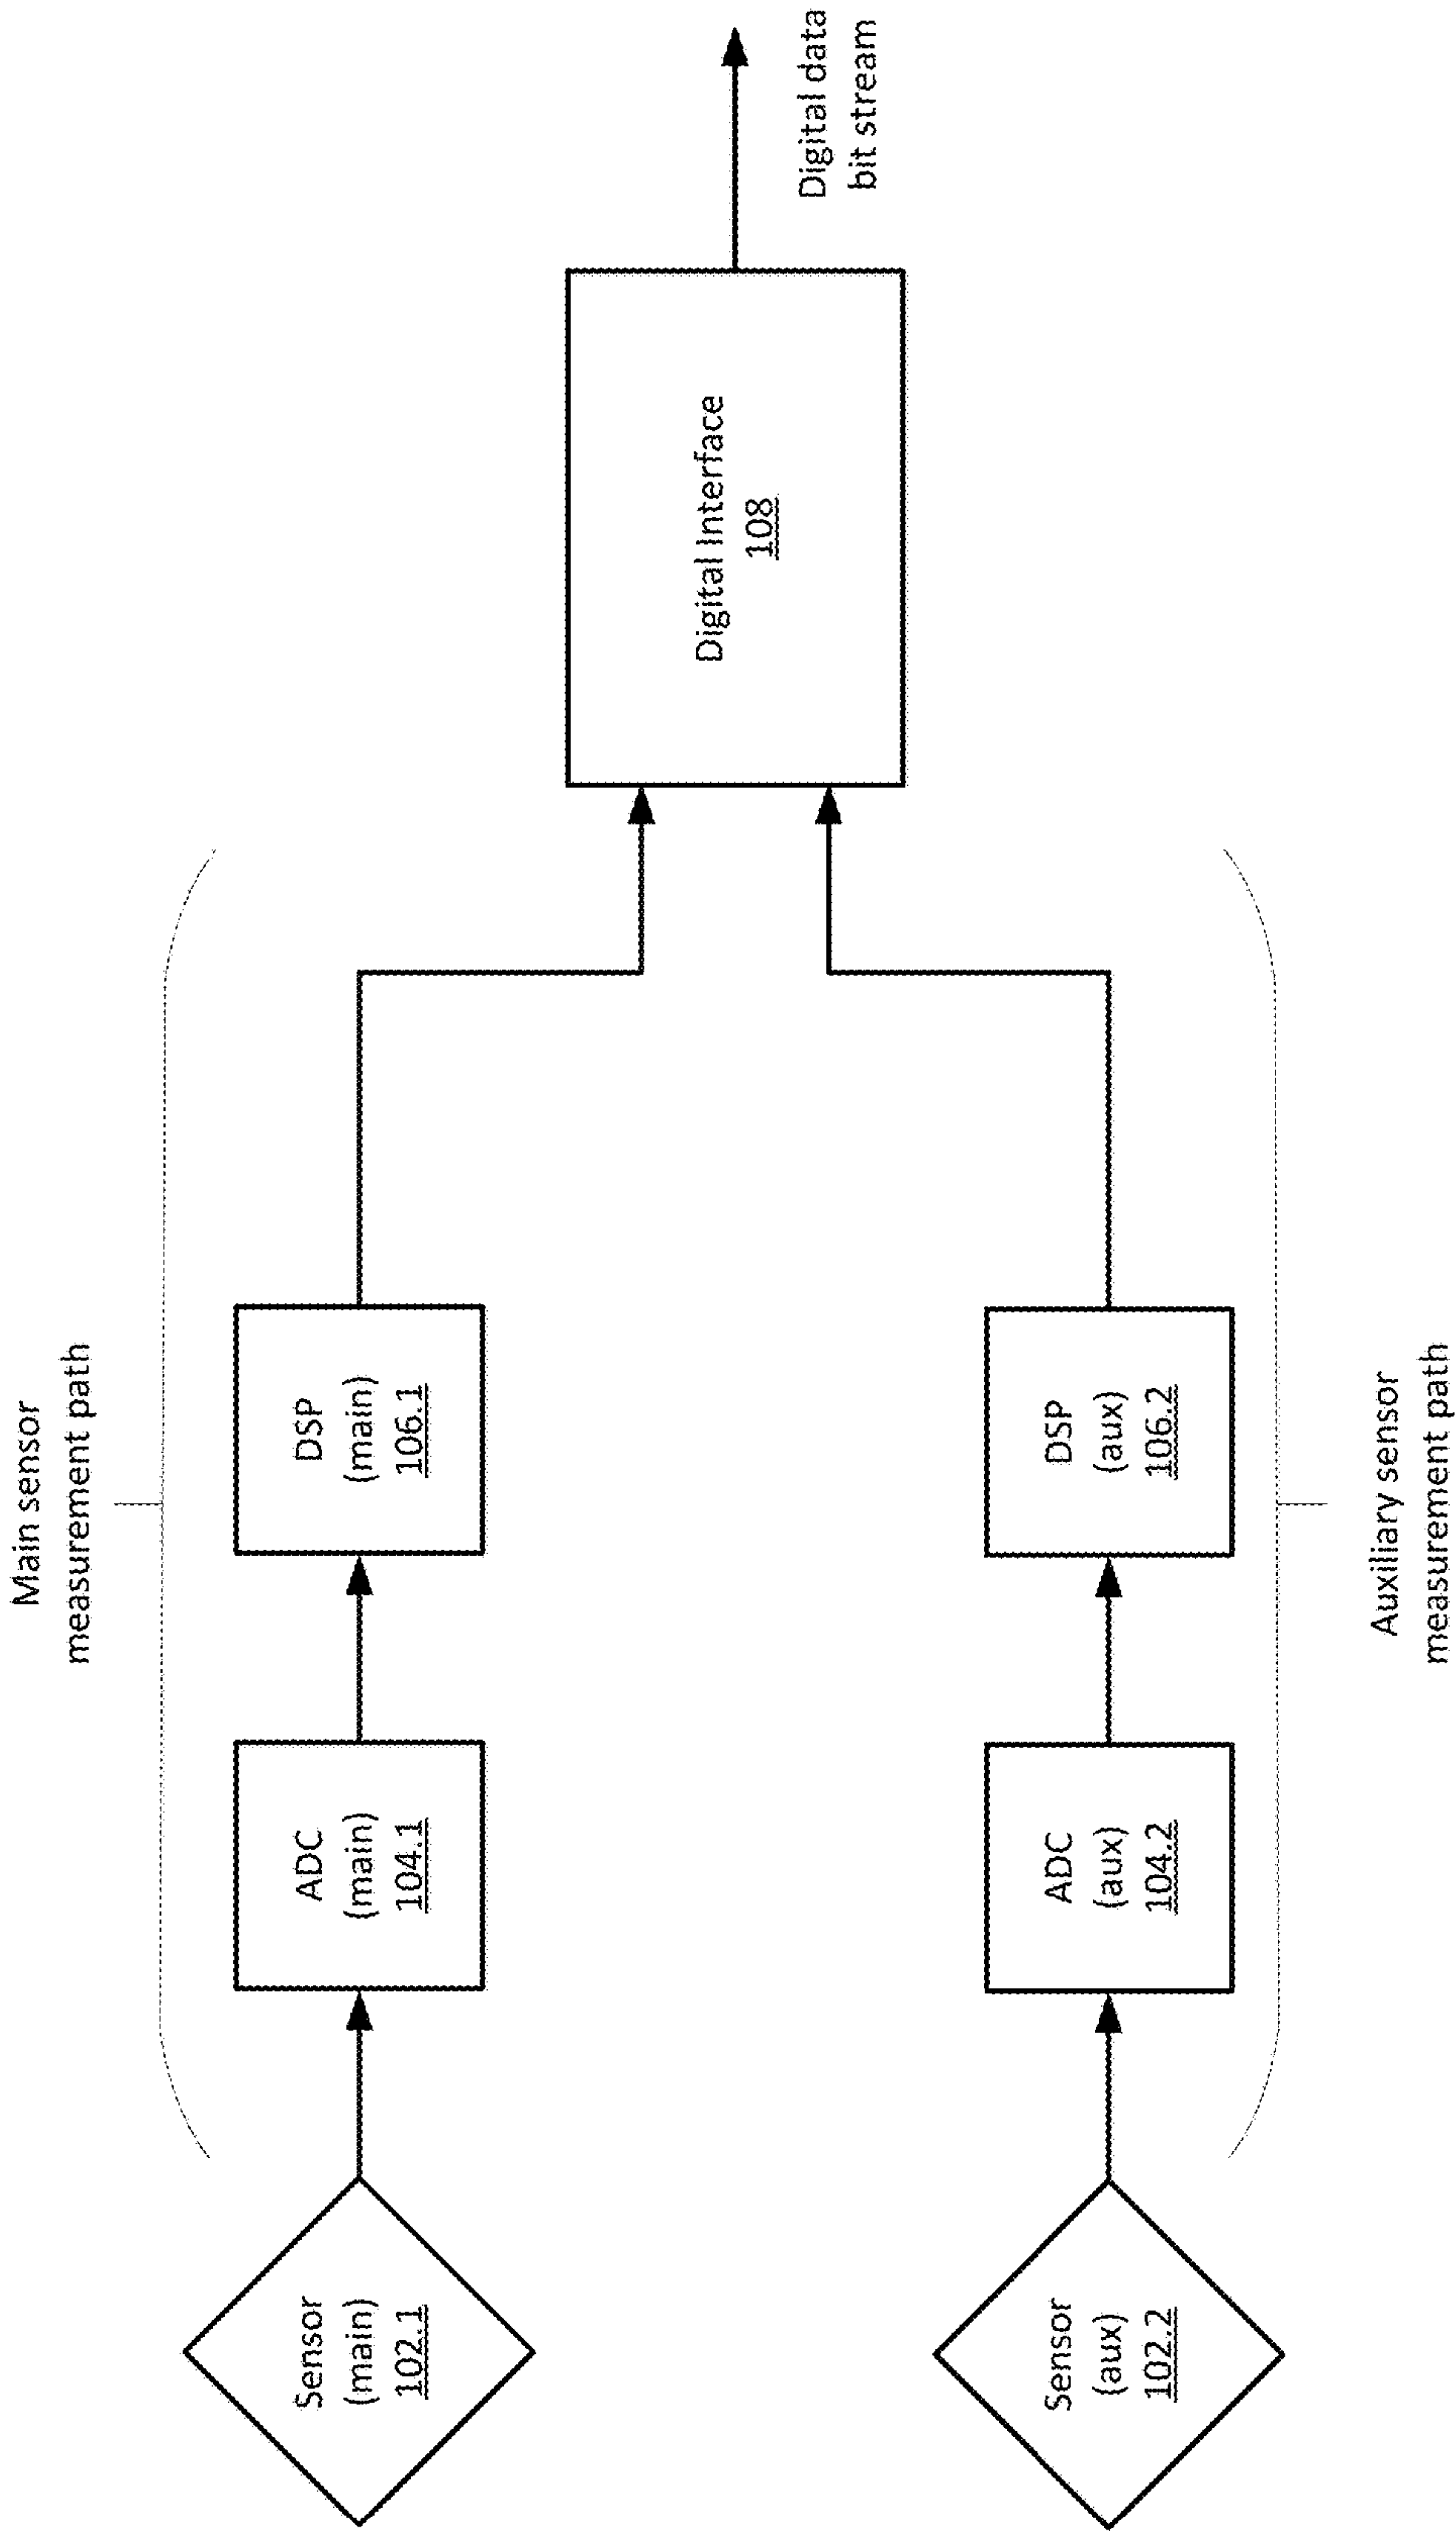 Main sensor
measurement path
Sensor
(main)
102.1
ADC
(main)
104.1
DSP
(main)
106.1
Digital Interface
108
Digital data
bit stream
Sensor
(aux)
102.2
ADC
(aux)
104.2
DSP
(aux)
106.2
Auxiliary sensor
measurement path